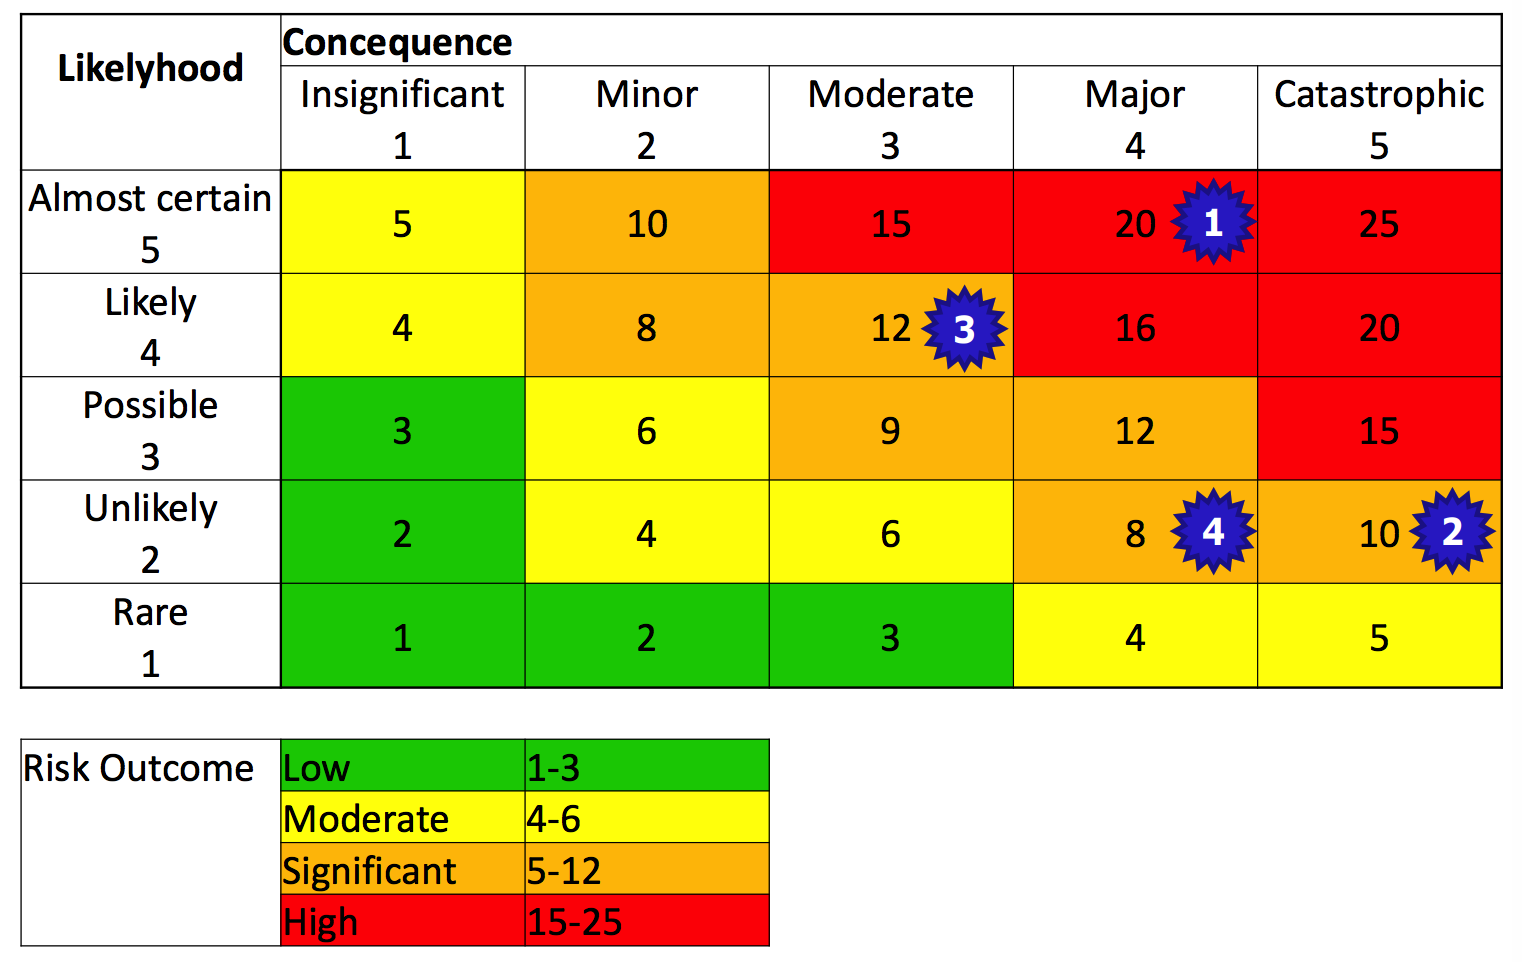 Likelyhood
Concequence
Insignificant Minor Moderate Major Catastrophic
1 2 3 4 5
Almost certain
5
5 10 15 20 1 25
Likely
4
4 8 12 3 16 20
Possible
3
3 6 9 12 15
Unlikely
2
2 4 6 8 4 10 2
Rare
1
1 2 3 4 5
Risk Outcome
Low 1-3
Moderate 4-6
Significant 5-12
High 15-25